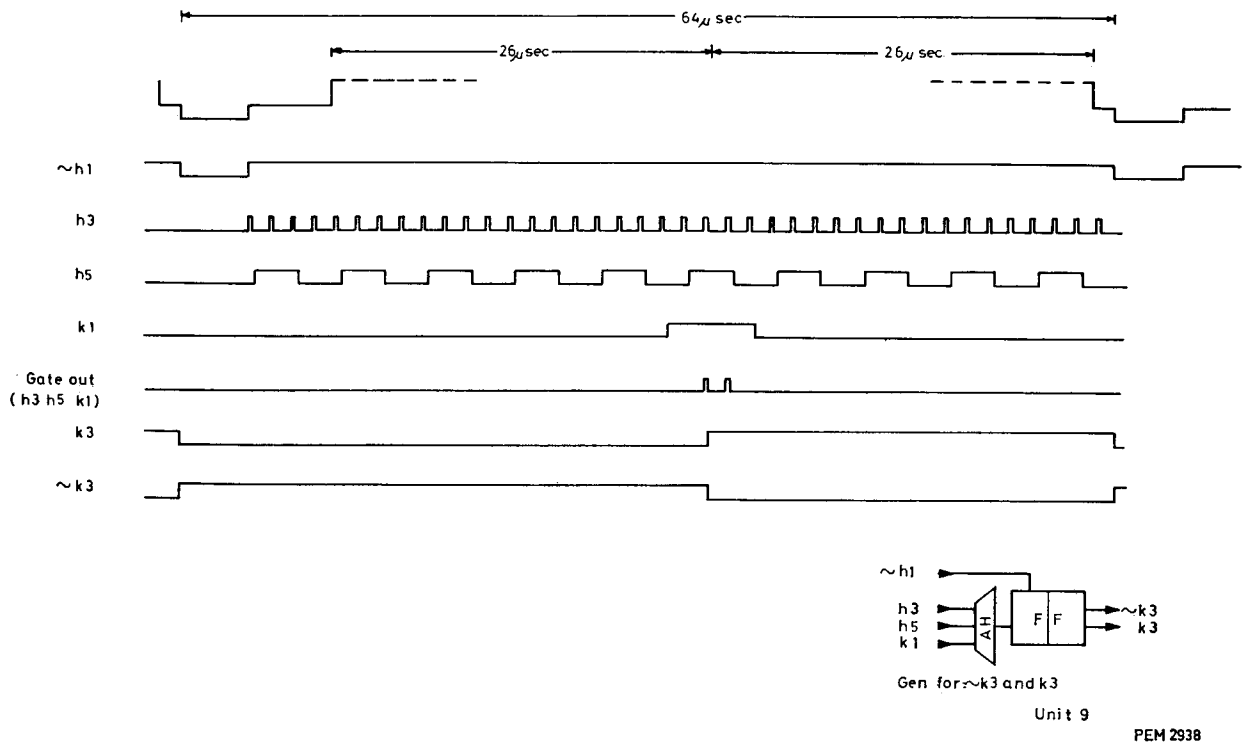 64μ sec
26μ sec
26μ sec
~h1
h3
h5
k1
Gate out
( h3 h5 k1)
k3
~k3
~h1
h3
h5
k1
AH
F F
~k3
k3
Gen for ~k3 and k3
Unit 9
PEM 2938